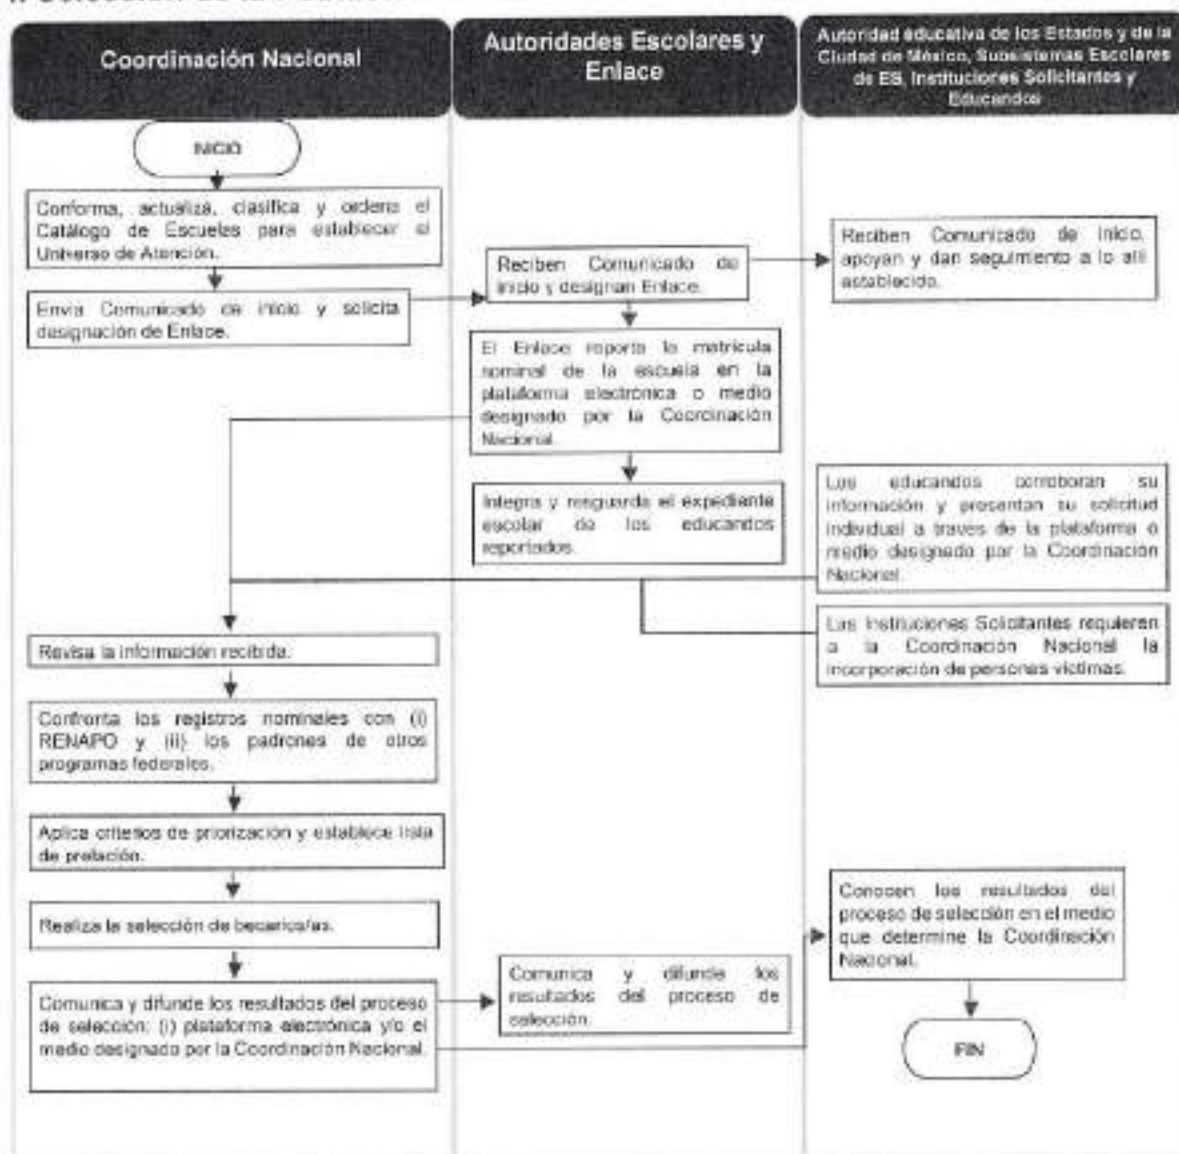 Coordinación Nacional
Autoridades Escolares y
Enlace
Autoridad educativa de los Estados y de la
Ciudad de México, Subsistemas Escolares
de ES, Instituciones Solicitantes y
Educandos
INICIO
Conforma, actualiza, clasifica y ordena el
Catálogo de Escuelas para establecer el
Universo de Atención.
Envía Comunicado de inicio y solicita
designación de Enlace.
Reciben Comunicado de
inicio y designan Enlace.
Reciben Comunicado de inicio,
apoyan y dan seguimiento a lo allí
establecido.
El Enlace reporta la matrícula
nominal de la escuela en la
plataforma electrónica o medio
designado por la Coordinación
Nacional.
Integra y resguarda el expediente
escolar de los educandos
reportados.
Los educandos corroboran su
información y presentan su solicitud
individual a través de la plataforma o
medio designado por la Coordinación
Nacional.
Las Instituciones Solicitantes requieren
a la Coordinación Nacional la
incorporación de personas víctimas.
Revisa la información recibida.
Confronta los registros nominales con (i)
RENAPO y (ii) los padrones de otros
programas federales.
Aplica criterios de priorización y establece lista
de prelación.
Realiza la selección de becarios/as.
Comunica y difunde los resultados del proceso
de selección: (i) plataforma electrónica y/o el
medio designado por la Coordinación Nacional.
Comunica y difunde los
resultados del proceso de
selección.
Conocen los resultados del
proceso de selección en el medio
que determine la Coordinación
Nacional.
FIN